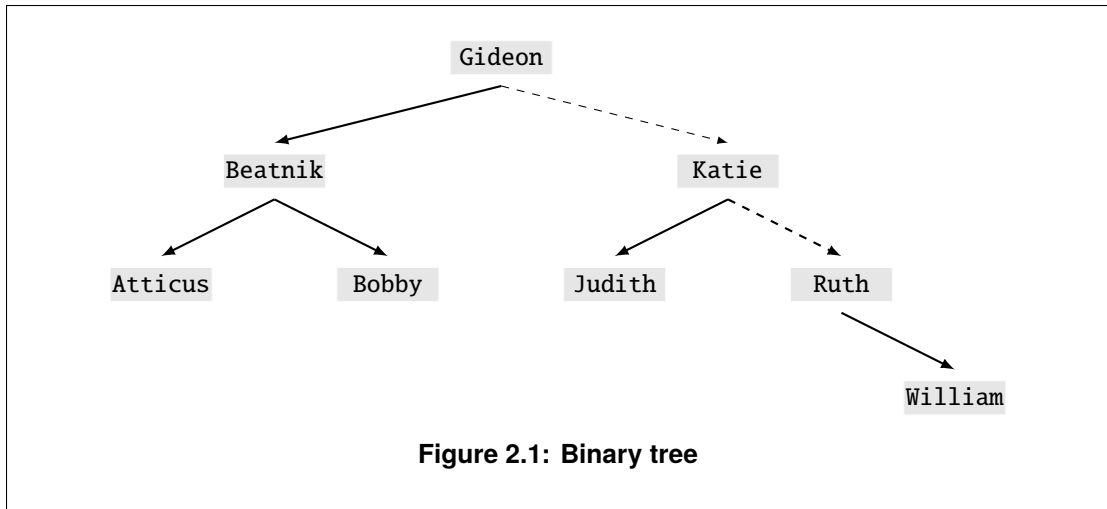 Gideon
Beatnik Katie
Atticus Bobby Judith Ruth
William
Figure 2.1: Binary tree